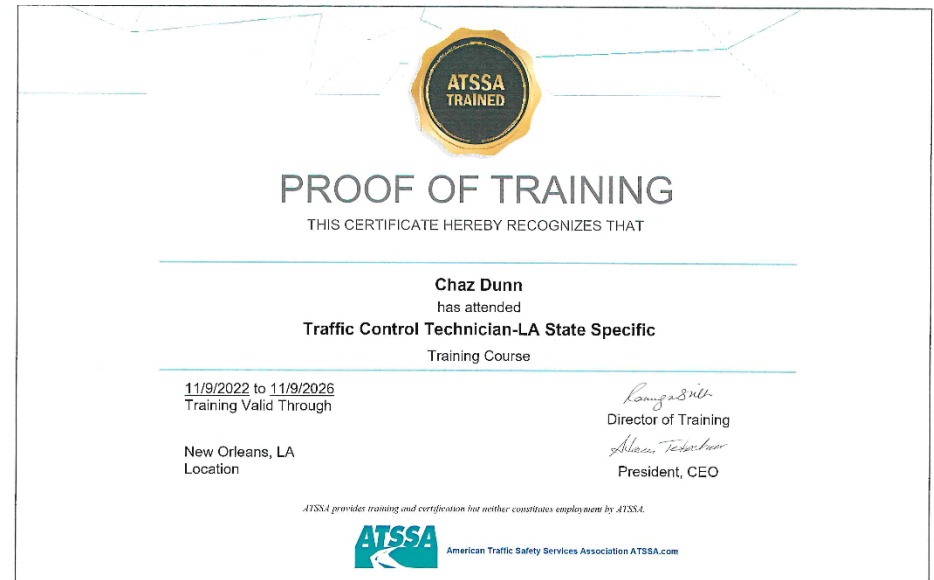 ATSSA
TRAINED
PROOF OF TRAINING
THIS CERTIFICATE HEREBY RECOGNIZES THAT
Chaz Dunn
has attended
Traffic Control Technician-LA State Specific
Training Course
11/9/2022 to 11/9/2026
Training Valid Through
Director of Training
New Orleans, LA
Location
President, CEO
ATSSA provides training and certification but neither constitutes employment by ATSSA.
ATSSA
American Traffic Safety Services Association ATSSA.com